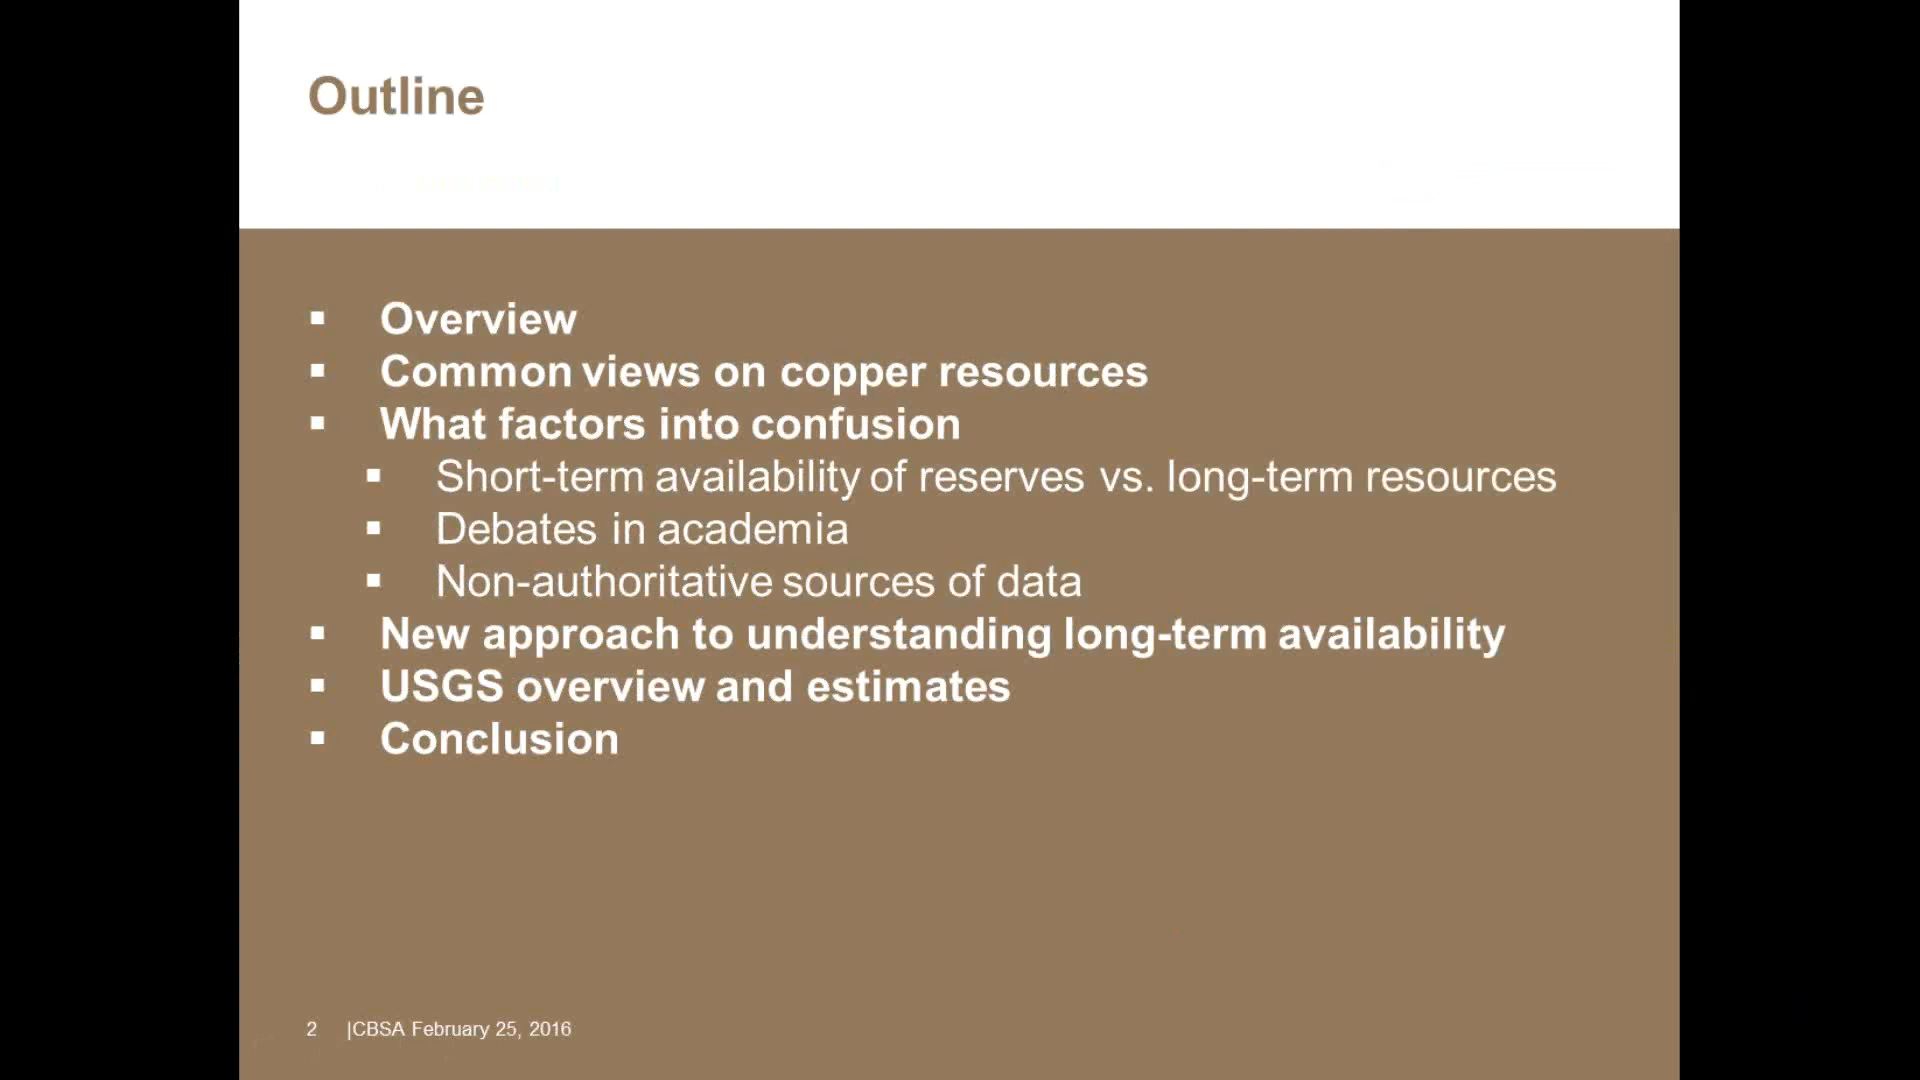 Outline
▪ Overview
▪ Common views on copper resources
▪ What factors into confusion
▪ Short-term availability of reserves vs. long-term resources
▪ Debates in academia
▪ Non-authoritative sources of data
▪ New approach to understanding long-term availability
▪ USGS overview and estimates
▪ Conclusion
2 |CBSA February 25, 2016